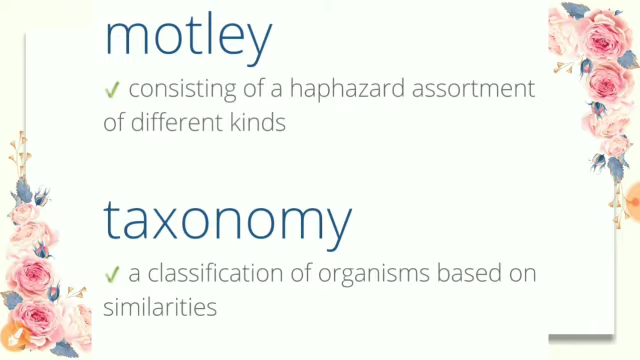 motley
✓ consisting of a haphazard assortment
of different kinds
taxonomy
✓ a classification of organisms based on
similarities